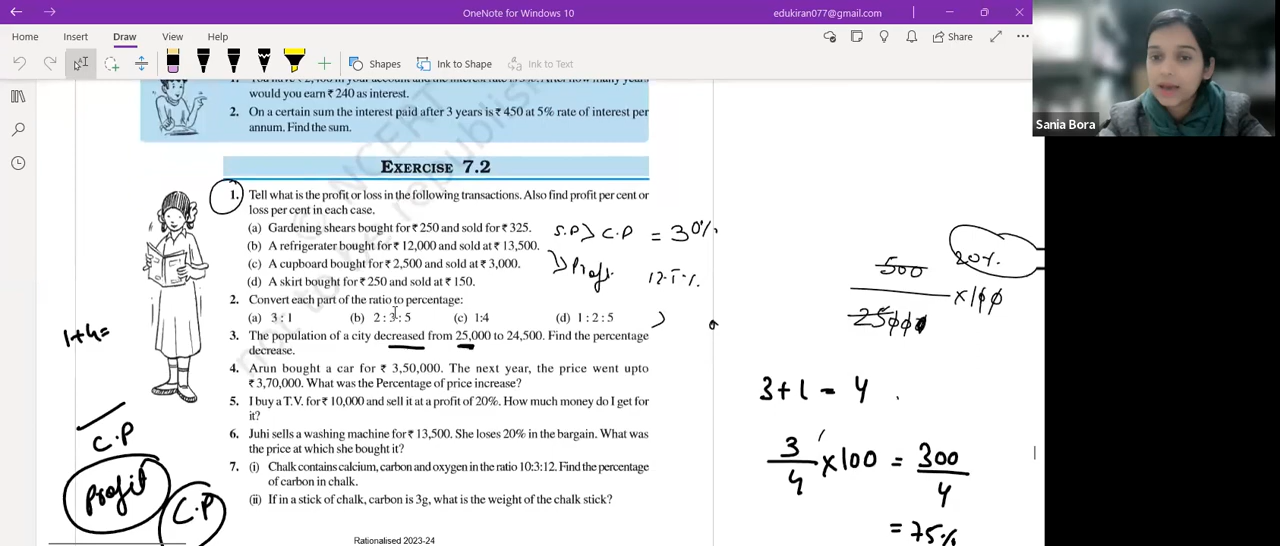 OneNote for Windows 10
edukiran077@gmail.com
Home Insert Draw View Help
Share
Shapes Ink to Shape Ink to Text
would you earn ₹ 240 as interest.
2. On a certain sum the interest paid after 3 years is ₹ 450 at 5% rate of interest per
annum. Find the sum.
EXERCISE 7.2
1. Tell what is the profit or loss in the following transactions. Also find profit per cent or
loss per cent in each case.
(a) Gardening shears bought for ₹ 250 and sold for ₹ 325.
(b) A refrigerater bought for ₹ 12,000 and sold at ₹ 13,500.
(c) A cupboard bought for ₹ 2,500 and sold at ₹ 3,000.
(d) A skirt bought for ₹ 250 and sold at ₹ 150.
2. Convert each part of the ratio to percentage:
(a) 3 : 1 (b) 2 : 3 : 5 (c) 1:4 (d) 1 : 2 : 5
3. The population of a city decreased from 25,000 to 24,500. Find the percentage
decrease.
4. Arun bought a car for ₹ 3,50,000. The next year, the price went upto
₹ 3,70,000. What was the Percentage of price increase?
5. I buy a T.V. for ₹ 10,000 and sell it at a profit of 20%. How much money do I get for
it?
6. Juhi sells a washing machine for ₹ 13,500. She loses 20% in the bargain. What was
the price at which she bought it?
7. (i) Chalk contains calcium, carbon and oxygen in the ratio 10:3:12. Find the percentage
of carbon in chalk.
(ii) If in a stick of chalk, carbon is 3g, what is the weight of the chalk stick?
Rationalised 2023-24
S.P > C.P = 30%
Profit 12.5%
1+4=
C.P
Profit
C.P
500
25000
×100
20%
3+1 = 4
3/4 ×100 = 300/4
= 75%
Sania Bora